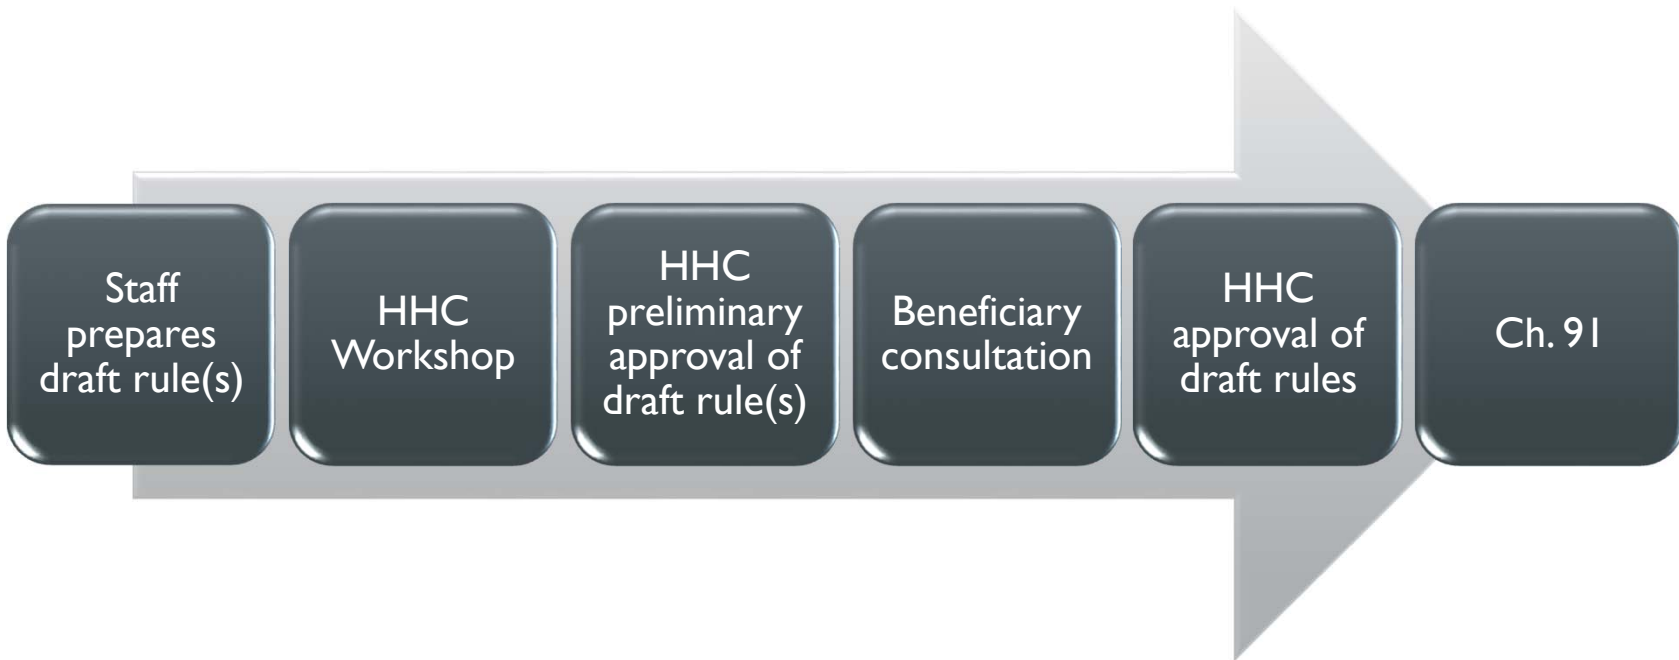 Staff
prepares
draft rule(s)
HHC
Workshop
HHC
preliminary
approval of
draft rule(s)
Beneficiary
consultation
HHC
approval of
draft rules
Ch. 91